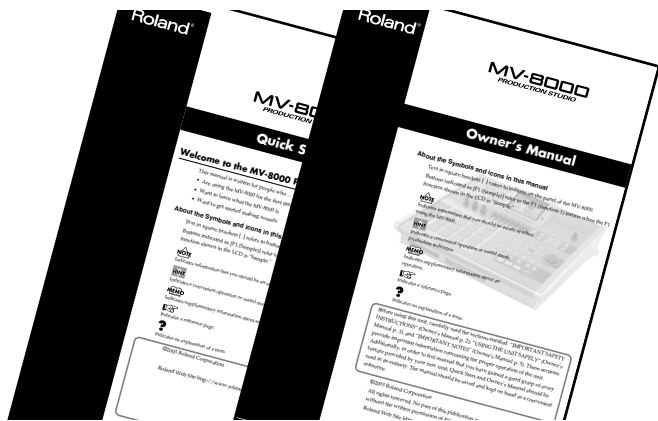 Roland
MV-8
PRODUCTION
Quick S
Welcome to the MV-8000
This manual is written for people who...
• Are using the MV-8000 for the first time
• Want to learn what the MV-8000 is
• Want to get started making sounds
About the Symbols and icons in this
Text in square brackets [ ] refers to button
Buttons indicated as [F1 (Sample)] refer to
function shown in the LCD is "Sample."
NOTE
Indicates information that you should be
HINT
Indicates a convenient operation or useful
MEMO
Indicates supplementary information about
Indicates a reference page.
?
Indicates an explanation of a term.
©2003 Roland Corporation
Roland Web Site http://www.roland
Roland
MV-8000
PRODUCTION STUDIO
Owner's Manual
About the Symbols and icons in this manual
Text in square brackets [ ] refers to buttons on the panel of the MV-8000.
Buttons indicated as [F1 (Sample)] refer to the F1 (Function 1) button when the F1
function shown in the LCD is "Sample."
NOTE
Indicates information that you should be aware of when
using the MV-8000.
HINT
Indicates a convenient operation or useful
production technique.
MEMO
Indicates supplementary information about an
operation.
Indicates a reference page.
?
Indicates an explanation of a term.
Before using this unit, carefully read the sections entitled: "IMPORTANT SAFETY
INSTRUCTIONS" (Owner's Manual p. 2), "USING THE UNIT SAFELY" (Owner's
Manual p. 3), and "IMPORTANT NOTES" (Owner's Manual p. 5). These sections
provide important information concerning the proper operation of the unit.
Additionally, in order to feel assured that you have gained a good grasp of every
feature provided by your new unit, Quick Start and Owner's Manual should be
read in its entirety. The manual should be saved and kept on hand as a convenient
reference.
©2003 Roland Corporation
All rights reserved. No part of this publication
without the written permission of
Roland Web Site